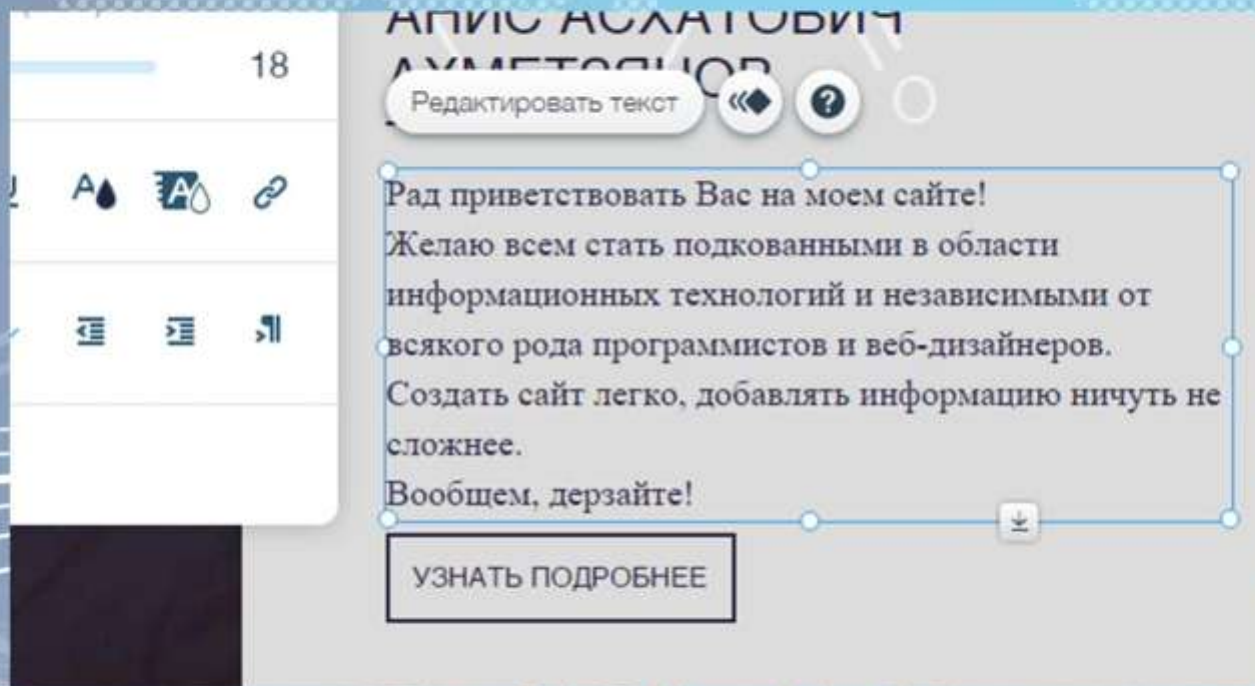 АНИС АСХАТОВИЧ
АХМЕТЗЯНОВ
18
Редактировать текст
Рад приветствовать Вас на моем сайте!
Желаю всем стать подкованными в области
информационных технологий и независимыми от
всякого рода программистов и веб-дизайнеров.
Создать сайт легко, добавлять информацию ничуть не
сложнее.
Вообщем, дерзайте!
УЗНАТЬ ПОДРОБНЕЕ